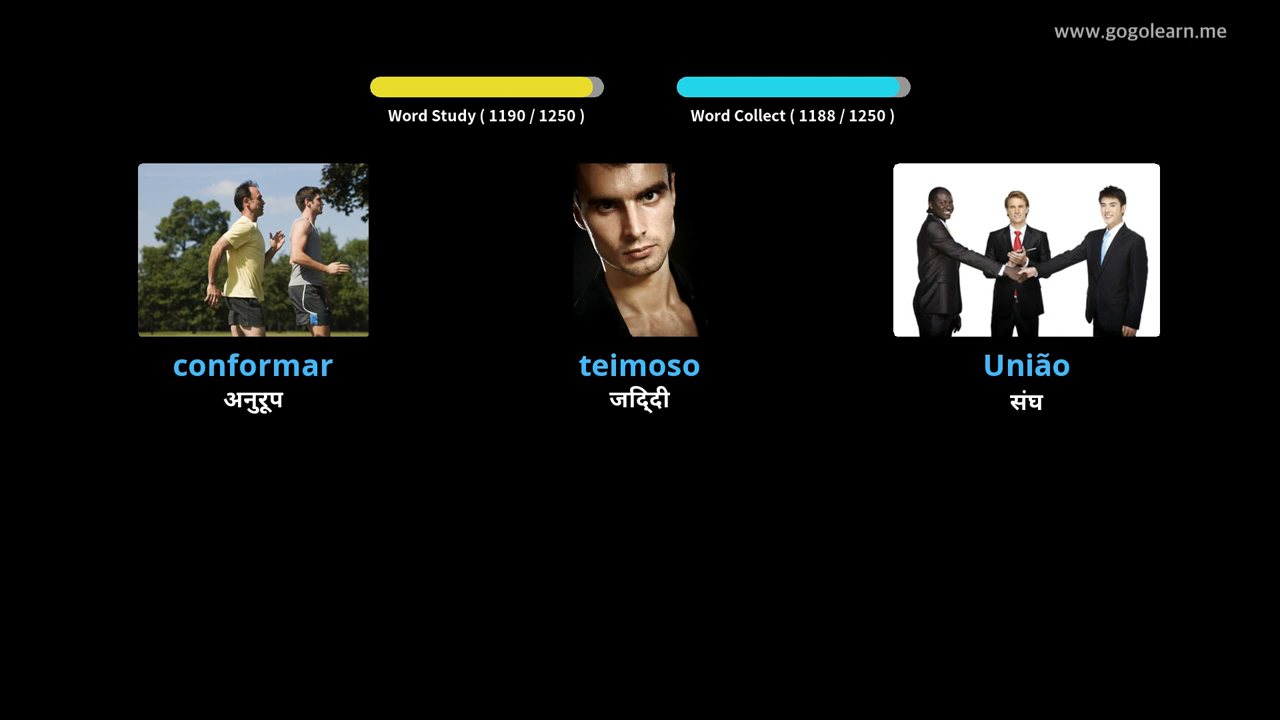 www.gogolearn.me
Word Study ( 1190 / 1250 )
Word Collect ( 1188 / 1250 )
conformar
अनुरूप
teimoso
जिद्दी
União
संघ